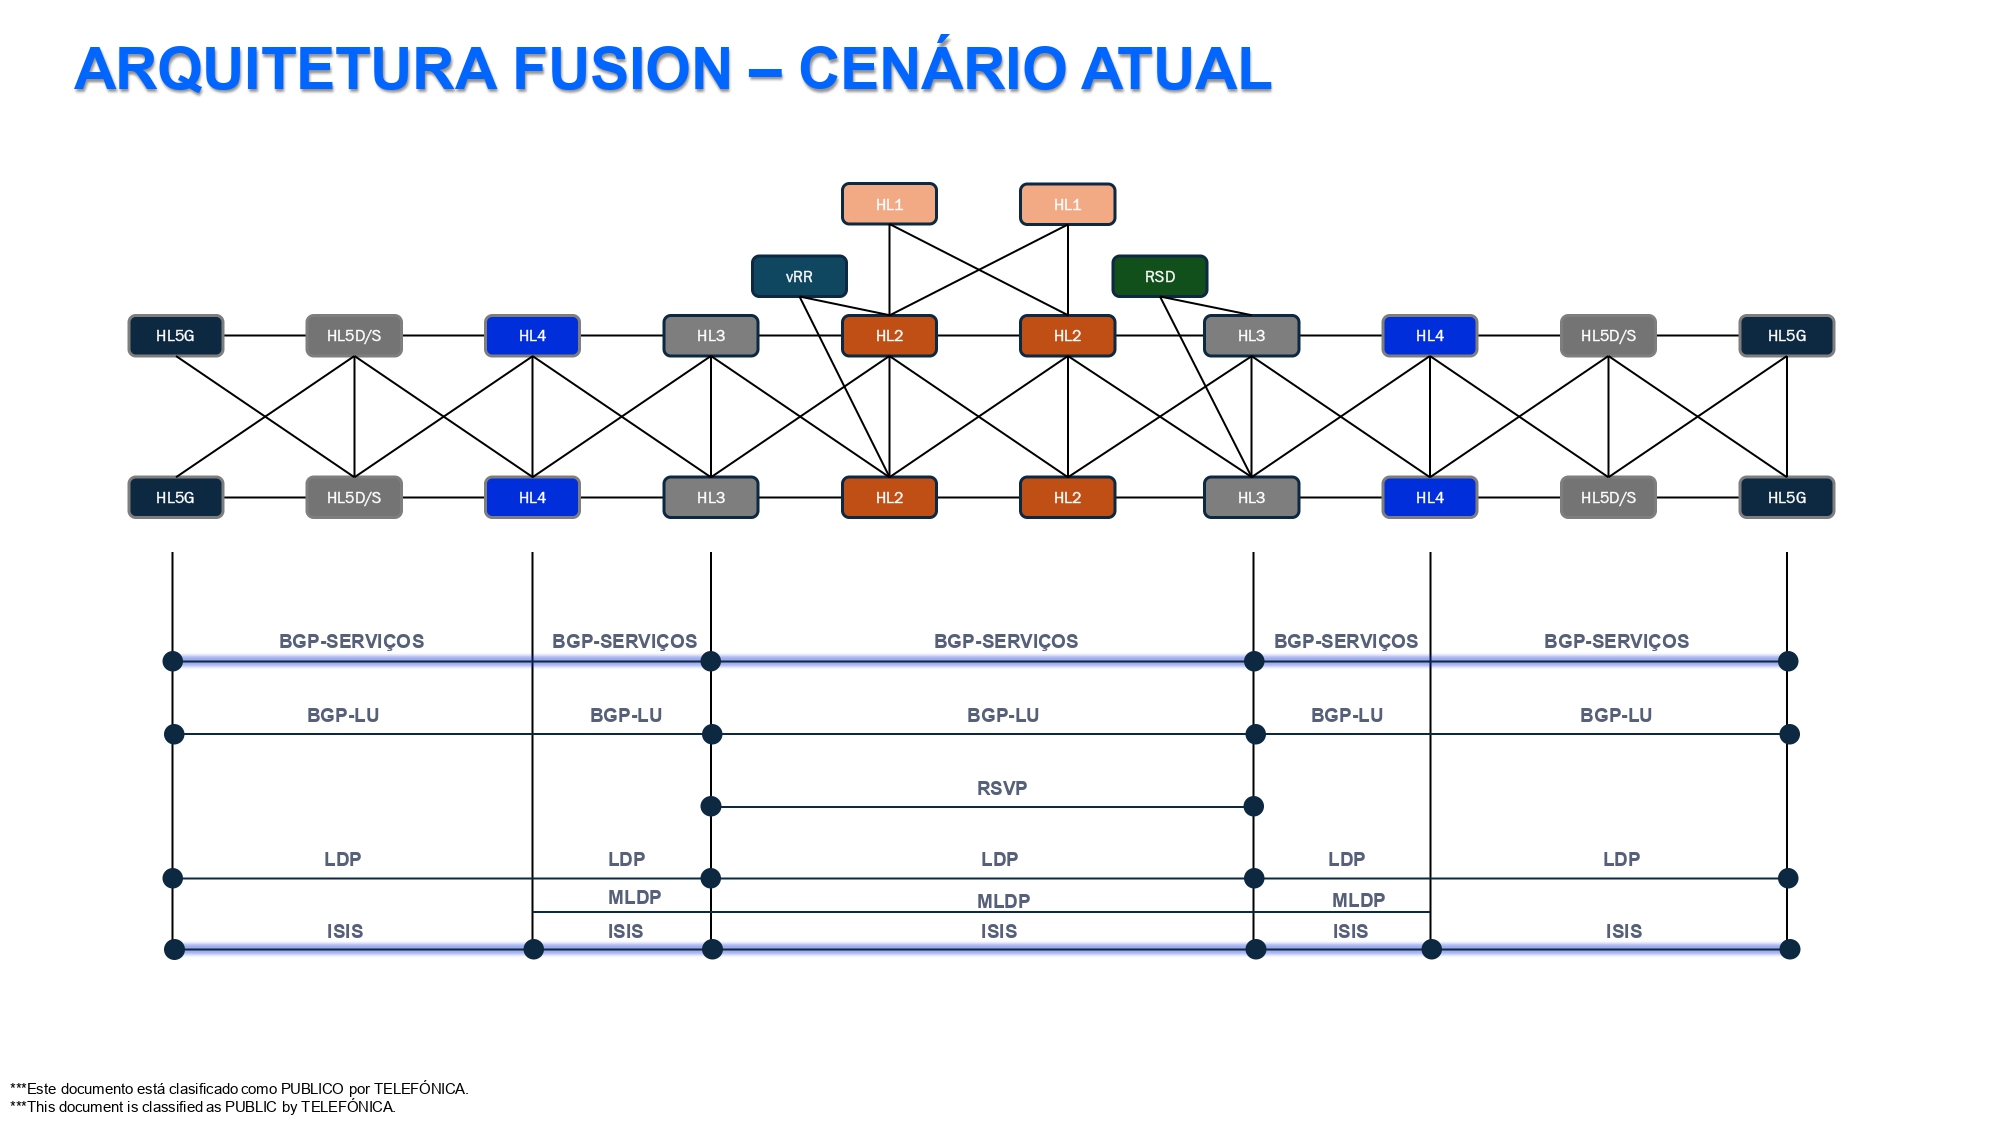 ARQUITETURA FUSION – CENÁRIO ATUAL
HL1 HL1
vRR RSD
HL5G HL5D/S HL4 HL3 HL2 HL2 HL3 HL4 HL5D/S HL5G
HL5G HL5D/S HL4 HL3 HL2 HL2 HL3 HL4 HL5D/S HL5G
BGP-SERVIÇOS BGP-SERVIÇOS BGP-SERVIÇOS BGP-SERVIÇOS BGP-SERVIÇOS
BGP-LU BGP-LU BGP-LU BGP-LU BGP-LU
RSVP
LDP LDP LDP LDP LDP
MLDP MLDP MLDP
ISIS ISIS ISIS ISIS ISIS
***Este documento está clasificado como PUBLICO por TELEFÓNICA.
***This document is classified as PUBLIC by TELEFÓNICA.